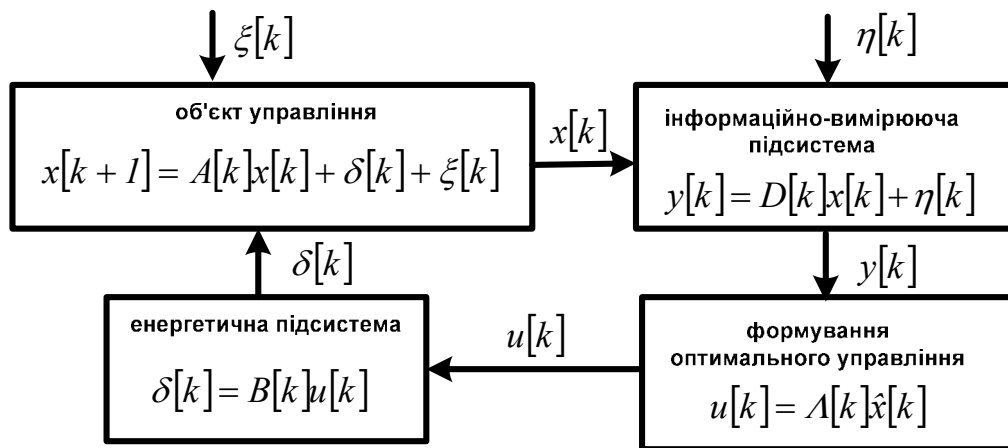 ξ[k]
η[k]
об'єкт управління
x[k + 1] = A[k]x[k] + δ[k] + ξ[k]
x[k]
інформаційно-вимірююча
підсистема
y[k] = D[k]x[k] + η[k]
δ[k]
y[k]
енергетична підсистема
δ[k] = B[k]u[k]
u[k]
формування
оптимального управління
u[k] = Λ[k]x̂[k]